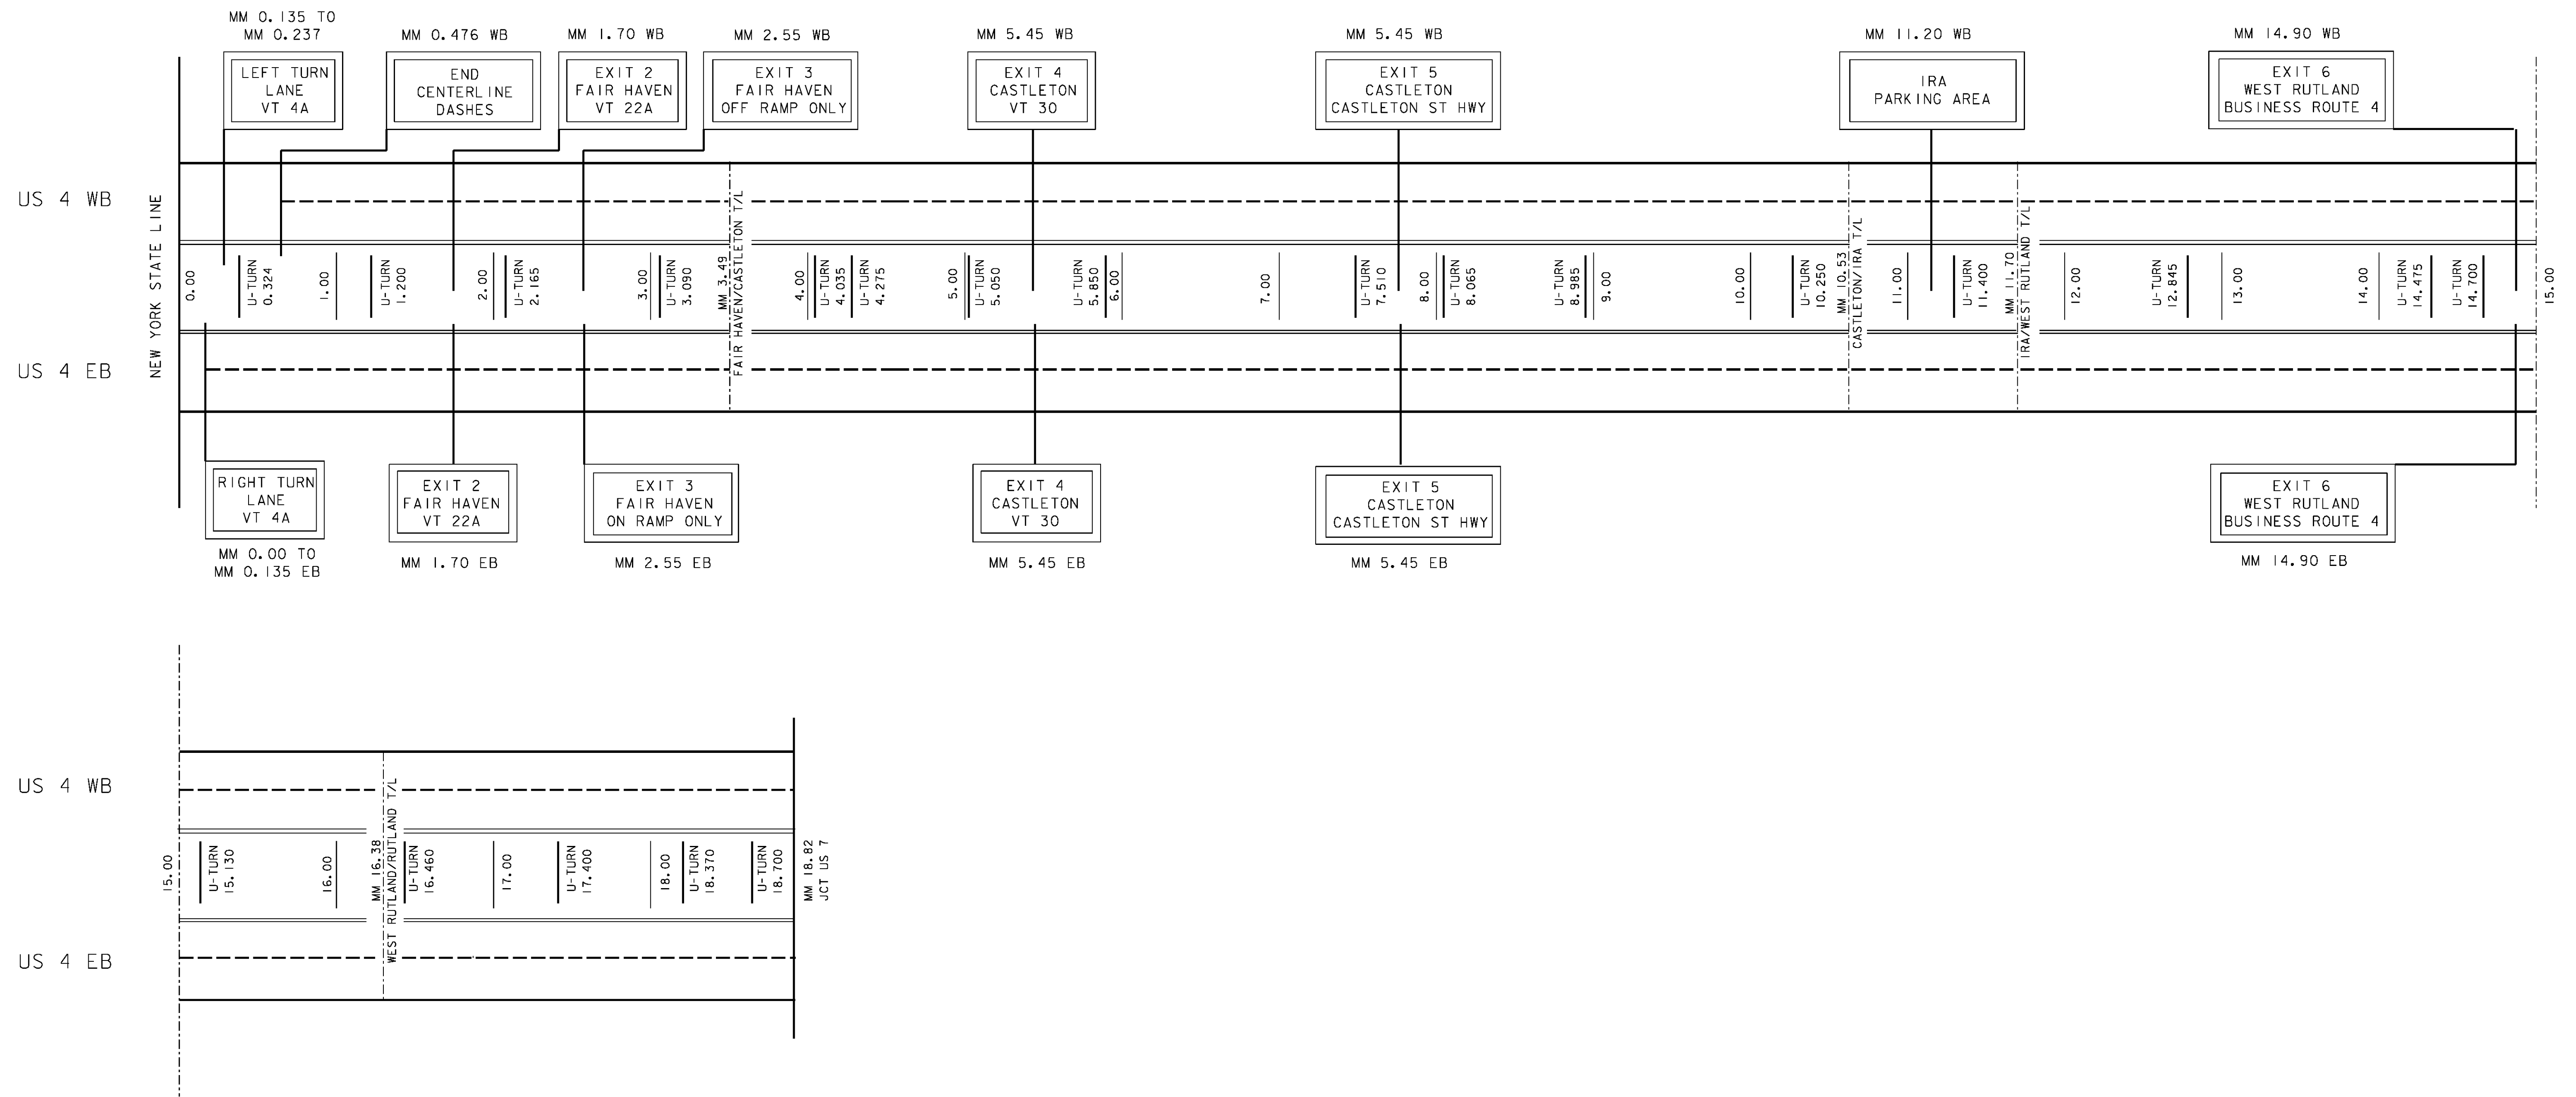 MM 0.135 TO
MM 0.237
MM 0.476 WB
MM 1.70 WB
MM 2.55 WB
MM 5.45 WB
MM 5.45 WB
MM 11.20 WB
MM 14.90 WB
LEFT TURN
LANE
VT 4A
END
CENTERLINE
DASHES
EXIT 2
FAIR HAVEN
VT 22A
EXIT 3
FAIR HAVEN
OFF RAMP ONLY
EXIT 4
CASTLETON
VT 30
EXIT 5
CASTLETON
CASTLETON ST HWY
IRA
PARKING AREA
EXIT 6
WEST RUTLAND
BUSINESS ROUTE 4
US 4 WB
US 4 EB
NEW YORK STATE LINE
0.00
U-TURN
0.324
1.00
U-TURN
1.200
2.00
U-TURN
2.165
3.00
U-TURN
3.090
MM 3.49
FAIR HAVEN/CASTLETON T/L
4.00
U-TURN
4.035
U-TURN
4.275
5.00
U-TURN
5.050
U-TURN
5.850
6.00
7.00
U-TURN
7.510
8.00
U-TURN
8.065
U-TURN
8.985
9.00
10.00
U-TURN
10.250
MM 10.53
CASTLETON/IRA T/L
11.00
U-TURN
11.400
MM 11.70
IRA/WEST RUTLAND T/L
12.00
U-TURN
12.845
13.00
14.00
U-TURN
14.475
U-TURN
14.700
15.00
RIGHT TURN
LANE
VT 4A
MM 0.00 TO
MM 0.135 EB
EXIT 2
FAIR HAVEN
VT 22A
MM 1.70 EB
EXIT 3
FAIR HAVEN
ON RAMP ONLY
MM 2.55 EB
EXIT 4
CASTLETON
VT 30
MM 5.45 EB
EXIT 5
CASTLETON
CASTLETON ST HWY
MM 5.45 EB
EXIT 6
WEST RUTLAND
BUSINESS ROUTE 4
MM 14.90 EB
US 4 WB
US 4 EB
15.00
U-TURN
15.130
16.00
MM 16.38
WEST RUTLAND/RUTLAND T/L
U-TURN
16.460
17.00
U-TURN
17.400
18.00
U-TURN
18.370
U-TURN
18.700
MM 18.82
JCT US 7